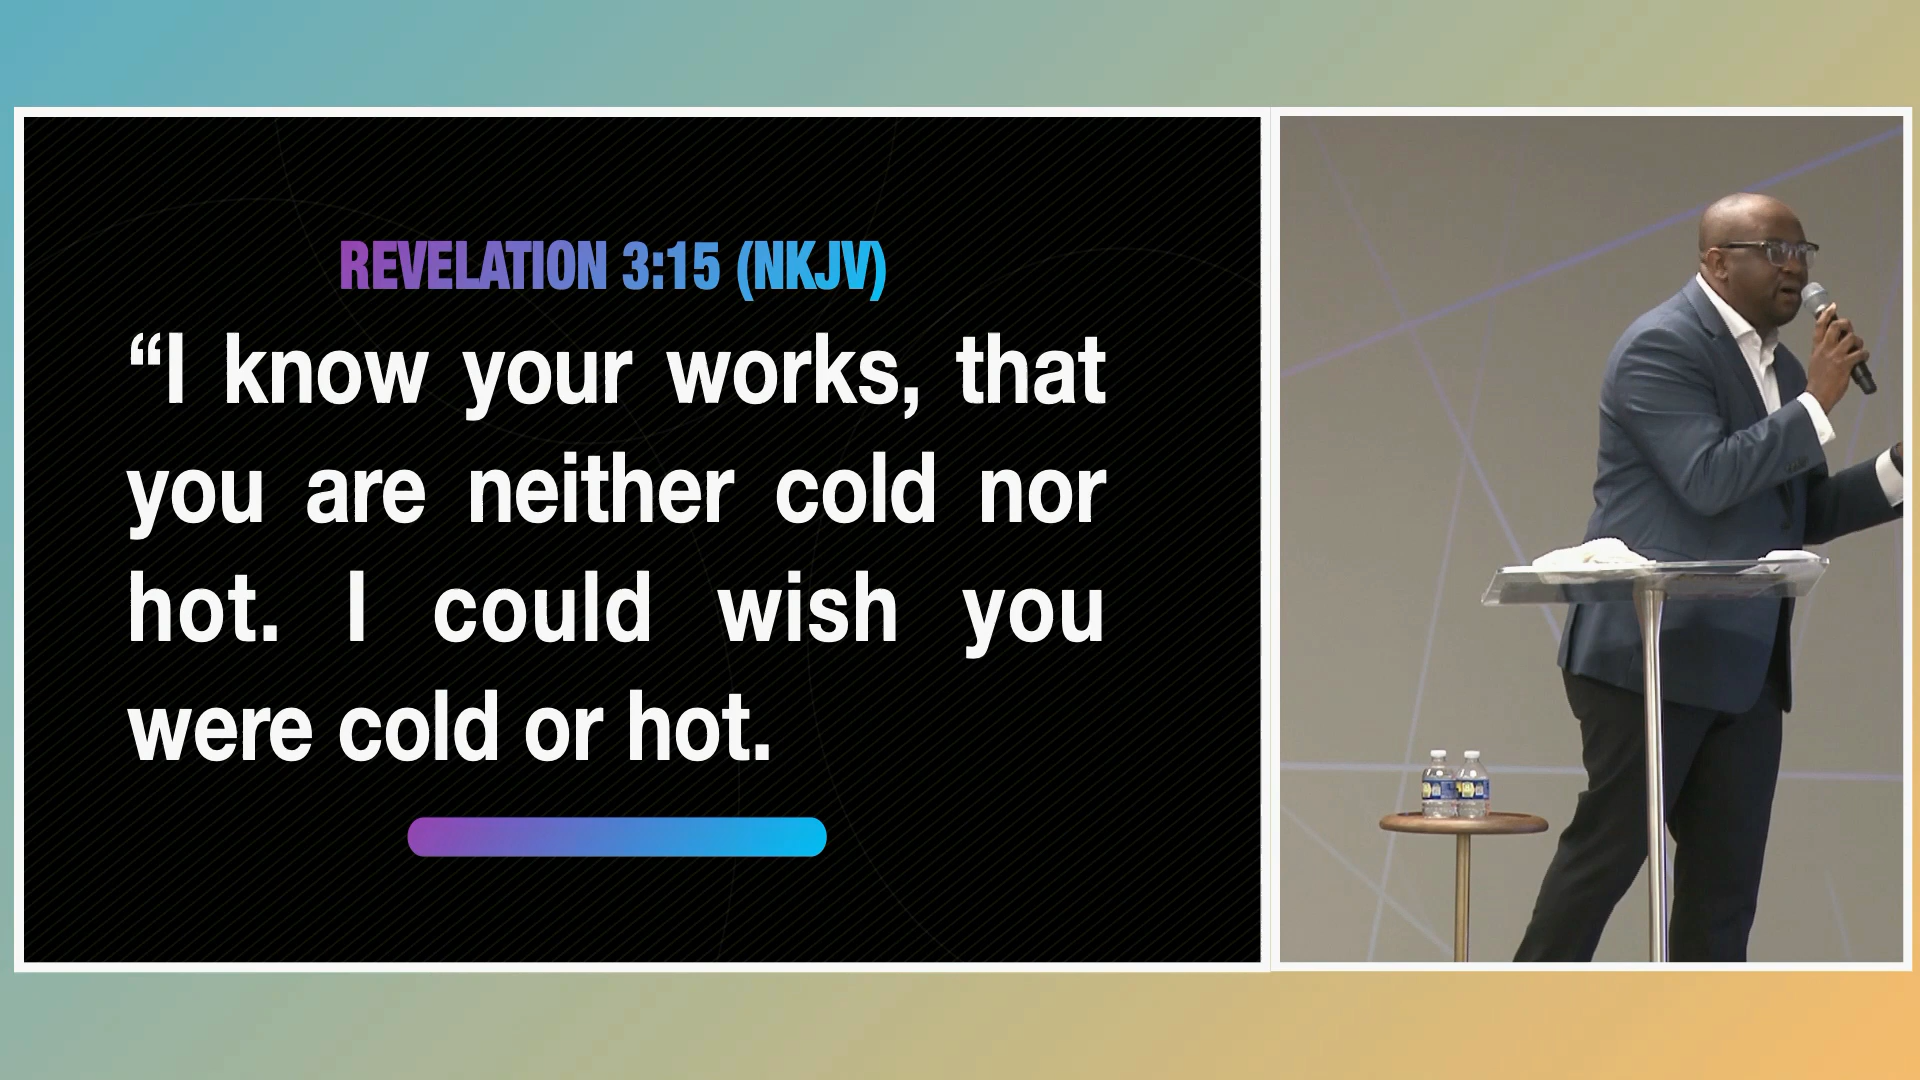 REVELATION 3:15 (NKJV)
“I know your works, that
you are neither cold nor
hot. I could wish you
were cold or hot.